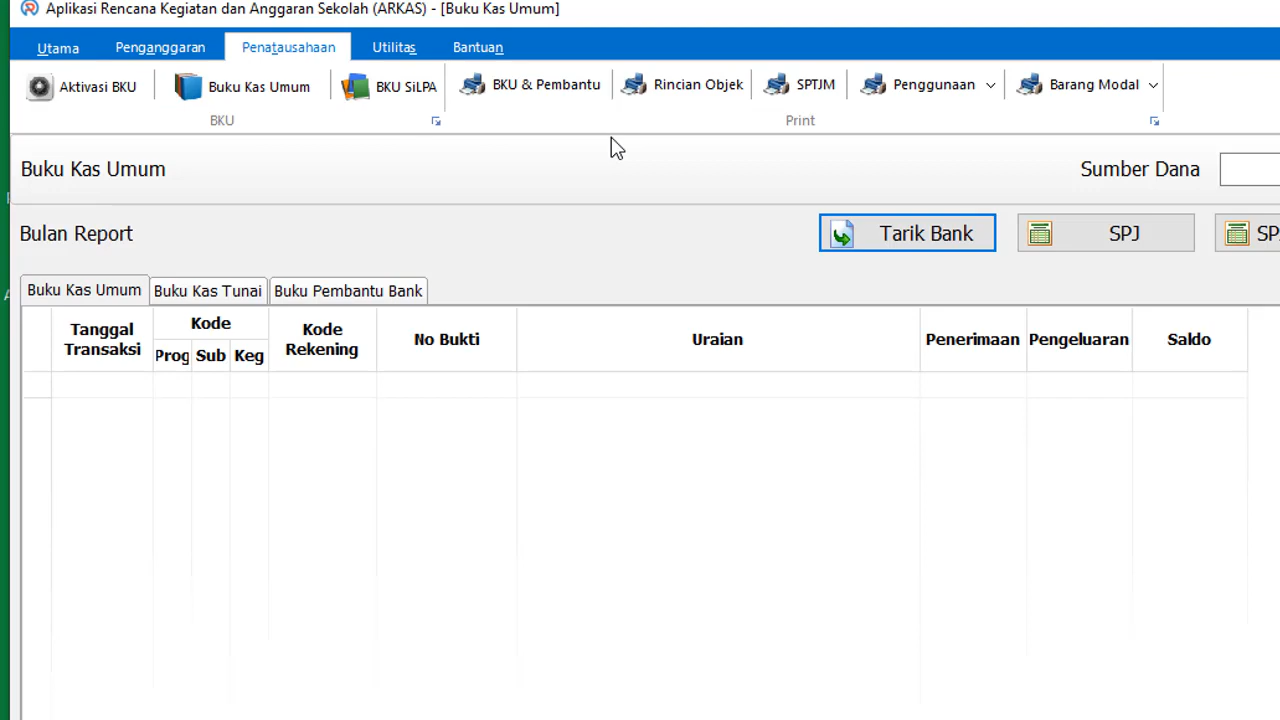 Aplikasi Rencana Kegiatan dan Anggaran Sekolah (ARKAS) - [Buku Kas Umum]
Utama Penganggaran Penatausahaan Utilitas Bantuan
Aktivasi BKU Buku Kas Umum BKU SiLPA BKU & Pembantu Rincian Objek SPTJM Penggunaan Barang Modal
BKU Print
Buku Kas Umum Sumber Dana
Bulan Report Tarik Bank SPJ
Buku Kas Umum Buku Kas Tunai Buku Pembantu Bank
Tanggal Transaksi Kode Kode Rekening No Bukti Uraian Penerimaan Pengeluaran Saldo
Prog Sub Keg